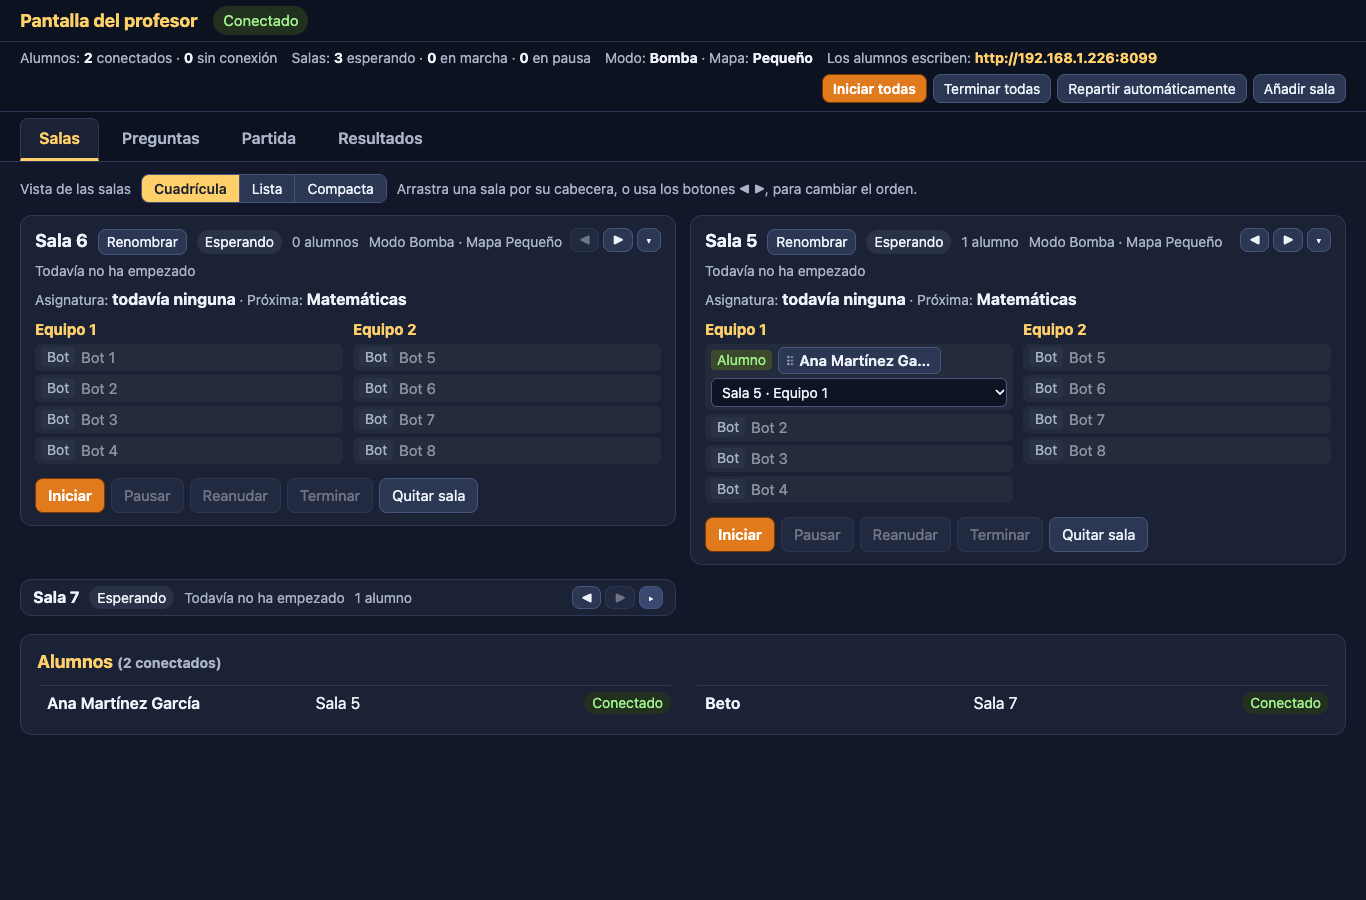 Pantalla del profesor Conectado
Alumnos: 2 conectados · 0 sin conexión Salas: 3 esperando · 0 en marcha · 0 en pausa Modo: Bomba · Mapa: Pequeño Los alumnos escriben: http://192.168.1.226:8099
Iniciar todas Terminar todas Repartir automáticamente Añadir sala
Salas Preguntas Partida Resultados
Vista de las salas Cuadrícula Lista Compacta Arrastra una sala por su cabecera, o usa los botones ◀ ▶, para cambiar el orden.
Sala 6 Renombrar Esperando 0 alumnos Modo Bomba · Mapa Pequeño ◀ ▶ ▾
Todavía no ha empezado
Asignatura: todavía ninguna · Próxima: Matemáticas
Equipo 1 Equipo 2
Bot Bot 1 Bot Bot 5
Bot Bot 2 Bot Bot 6
Bot Bot 3 Bot Bot 7
Bot Bot 4 Bot Bot 8
Iniciar Pausar Reanudar Terminar Quitar sala
Sala 5 Renombrar Esperando 1 alumno Modo Bomba · Mapa Pequeño ◀ ▶ ▾
Todavía no ha empezado
Asignatura: todavía ninguna · Próxima: Matemáticas
Equipo 1 Equipo 2
Alumno ⠿ Ana Martínez Ga... Bot Bot 5
Sala 5 · Equipo 1 Bot Bot 6
Bot Bot 2 Bot Bot 7
Bot Bot 3 Bot Bot 8
Bot Bot 4
Iniciar Pausar Reanudar Terminar Quitar sala
Sala 7 Esperando Todavía no ha empezado 1 alumno ◀ ▶ ▸
Alumnos (2 conectados)
Ana Martínez García Sala 5 Conectado Beto Sala 7 Conectado